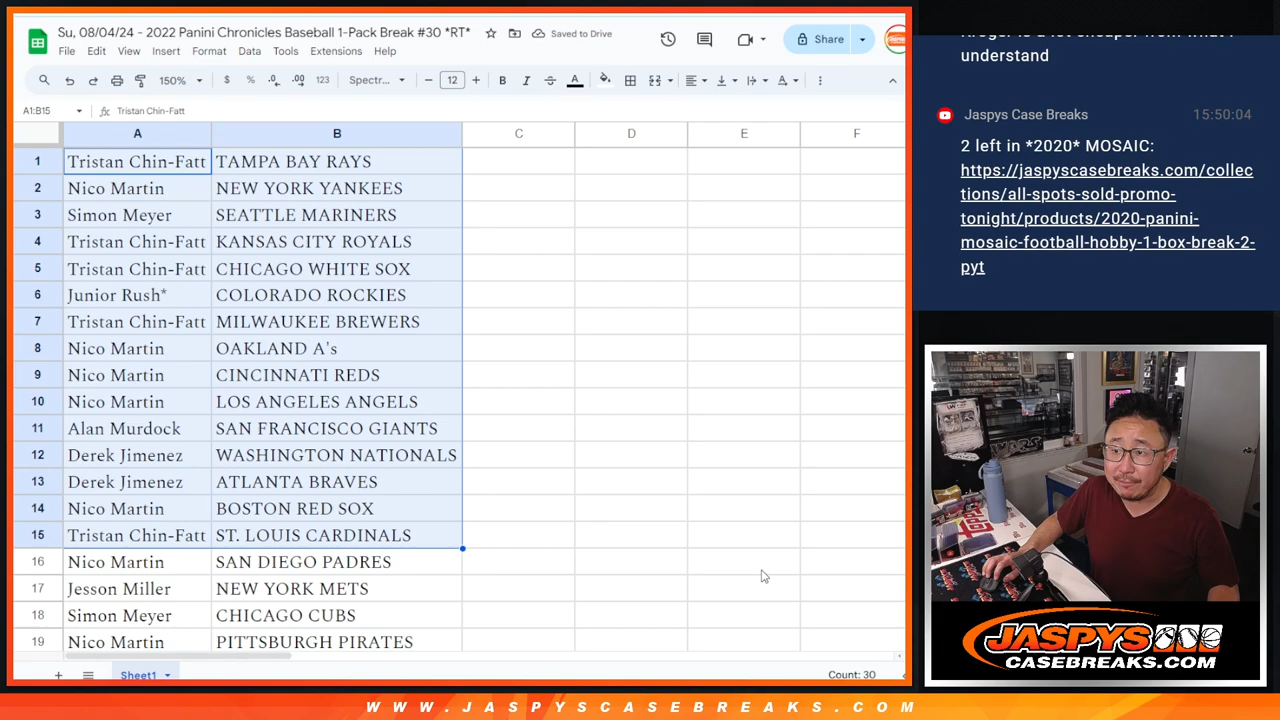 Su, 08/04/24 - 2022 Panini Chronicles Baseball 1-Pack Break #30 *RT*
Saved to Drive
Share
File Edit View Insert Format Data Tools Extensions Help
150% $ % .0 .00 123 Spectr... 12 B I A
A1:B15 fx Tristan Chin-Fatt
A B C D E F
1 Tristan Chin-Fatt TAMPA BAY RAYS
2 Nico Martin NEW YORK YANKEES
3 Simon Meyer SEATTLE MARINERS
4 Tristan Chin-Fatt KANSAS CITY ROYALS
5 Tristan Chin-Fatt CHICAGO WHITE SOX
6 Junior Rush* COLORADO ROCKIES
7 Tristan Chin-Fatt MILWAUKEE BREWERS
8 Nico Martin OAKLAND A's
9 Nico Martin CINCINNATI REDS
10 Nico Martin LOS ANGELES ANGELS
11 Alan Murdock SAN FRANCISCO GIANTS
12 Derek Jimenez WASHINGTON NATIONALS
13 Derek Jimenez ATLANTA BRAVES
14 Nico Martin BOSTON RED SOX
15 Tristan Chin-Fatt ST. LOUIS CARDINALS
16 Nico Martin SAN DIEGO PADRES
17 Jesson Miller NEW YORK METS
18 Simon Meyer CHICAGO CUBS
19 Nico Martin PITTSBURGH PIRATES
Sheet1
Count: 30
Kroger is a lot cheaper from what I
understand
Jaspys Case Breaks 15:50:04
2 left in *2020* MOSAIC:
https://jaspyscasebreaks.com/collec
tions/all-spots-sold-promo-
tonight/products/2020-panini-
mosaic-football-hobby-1-box-break-2-
pyt
JASPYS
CASEBREAKS.COM
WWW.JASPYSCASEBREAKS.COM